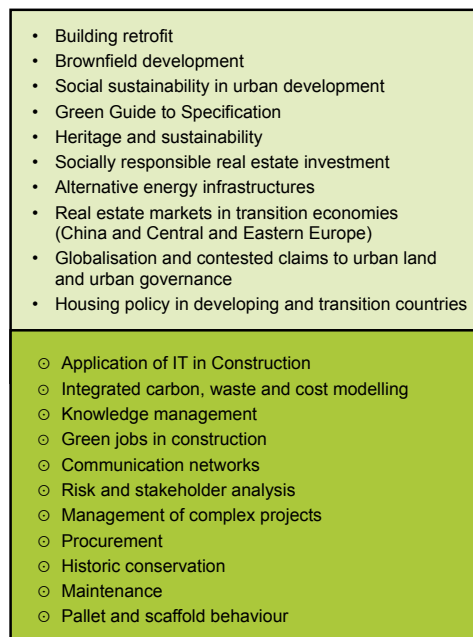 • Building retrofit
• Brownfield development
• Social sustainability in urban development
• Green Guide to Specification
• Heritage and sustainability
• Socially responsible real estate investment
• Alternative energy infrastructures
• Real estate markets in transition economies
(China and Central and Eastern Europe)
• Globalisation and contested claims to urban land
and urban governance
• Housing policy in developing and transition countries
⊙ Application of IT in Construction
⊙ Integrated carbon, waste and cost modelling
⊙ Knowledge management
⊙ Green jobs in construction
⊙ Communication networks
⊙ Risk and stakeholder analysis
⊙ Management of complex projects
⊙ Procurement
⊙ Historic conservation
⊙ Maintenance
⊙ Pallet and scaffold behaviour